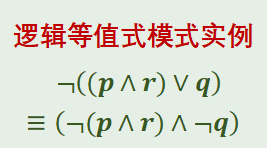 逻辑等值式模式实例
¬((p ∧ r) ∨ q)
≡ (¬(p ∧ r) ∧ ¬q)